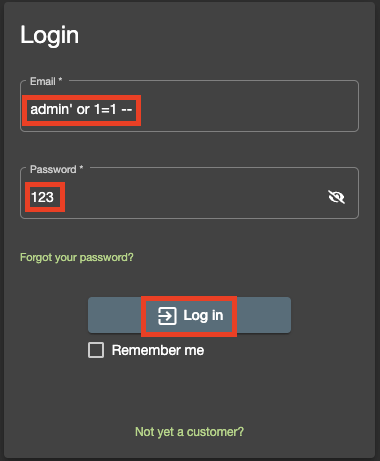 Login
Email *
admin' or 1=1 --
Password *
123
Forgot your password?
Log in
Remember me
Not yet a customer?